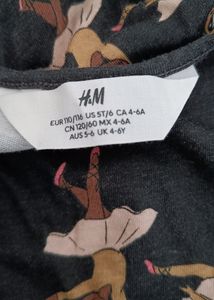 H&M
EUR 110/116 US 5T/6 CA 4-6A
CN 120/60 MX 4-6A
AUS 5-6 UK 4-6Y